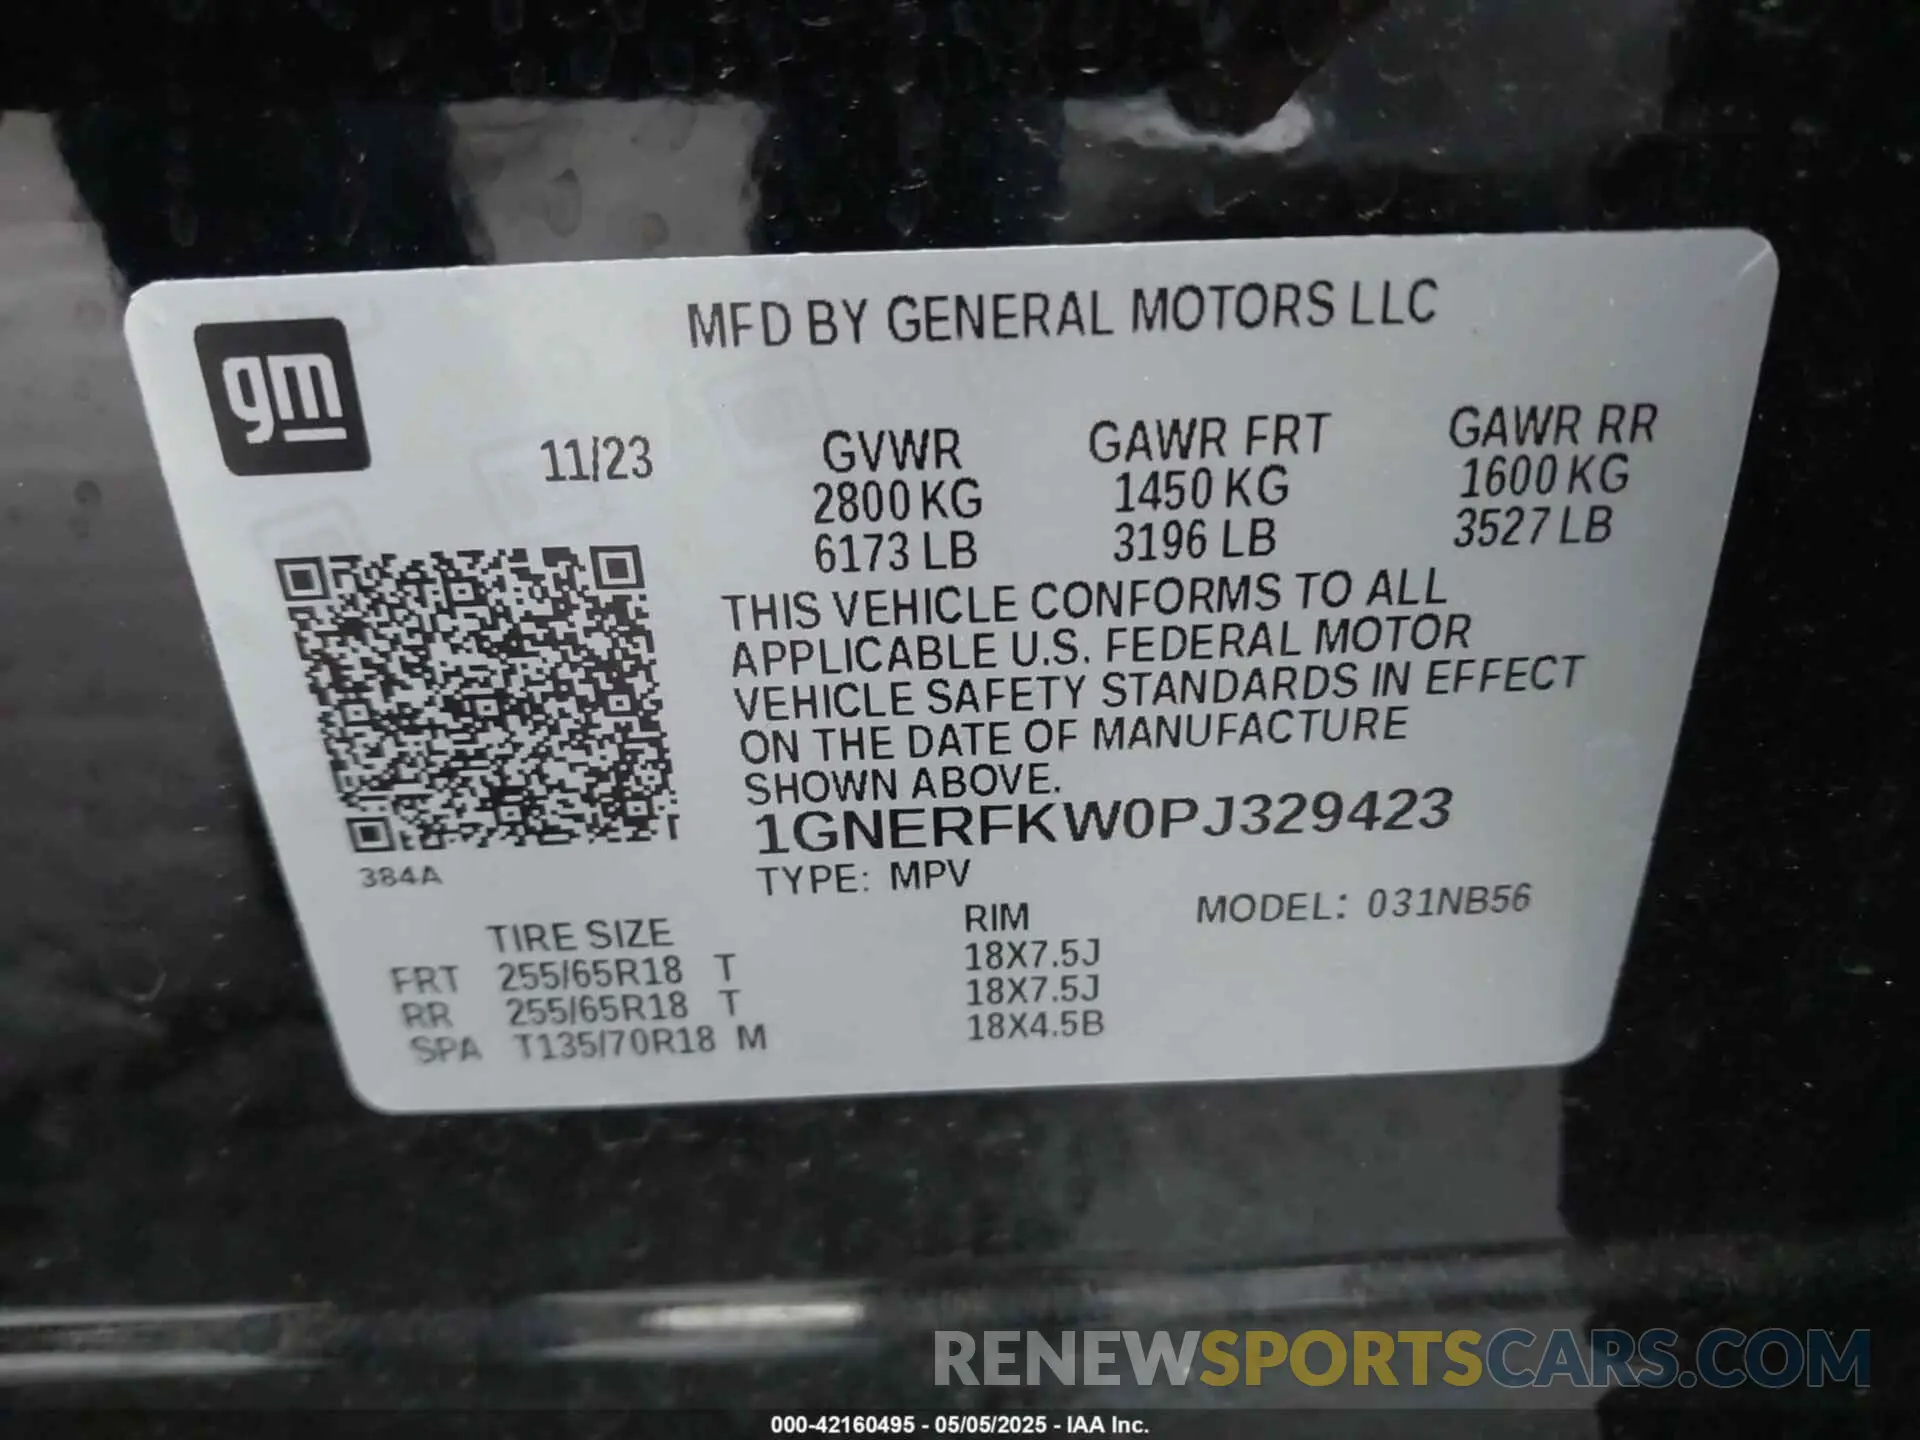 MFD BY GENERAL MOTORS LLC
gm
11/23
GVWR GAWR FRT GAWR RR
2800 KG 1450 KG 1600 KG
6173 LB 3196 LB 3527 LB
THIS VEHICLE CONFORMS TO ALL
APPLICABLE U.S. FEDERAL MOTOR
VEHICLE SAFETY STANDARDS IN EFFECT
ON THE DATE OF MANUFACTURE
SHOWN ABOVE.
1GNERFKW0PJ329423
384A
TYPE: MPV
MODEL: 031NB56
TIRE SIZE RIM
FRT 255/65R18 T 18X7.5J
RR 255/65R18 T 18X7.5J
SPA T135/70R18 M 18X4.5B
RENEWSPORTSCARS.COM
000-42160495 - 05/05/2025 - IAA Inc.